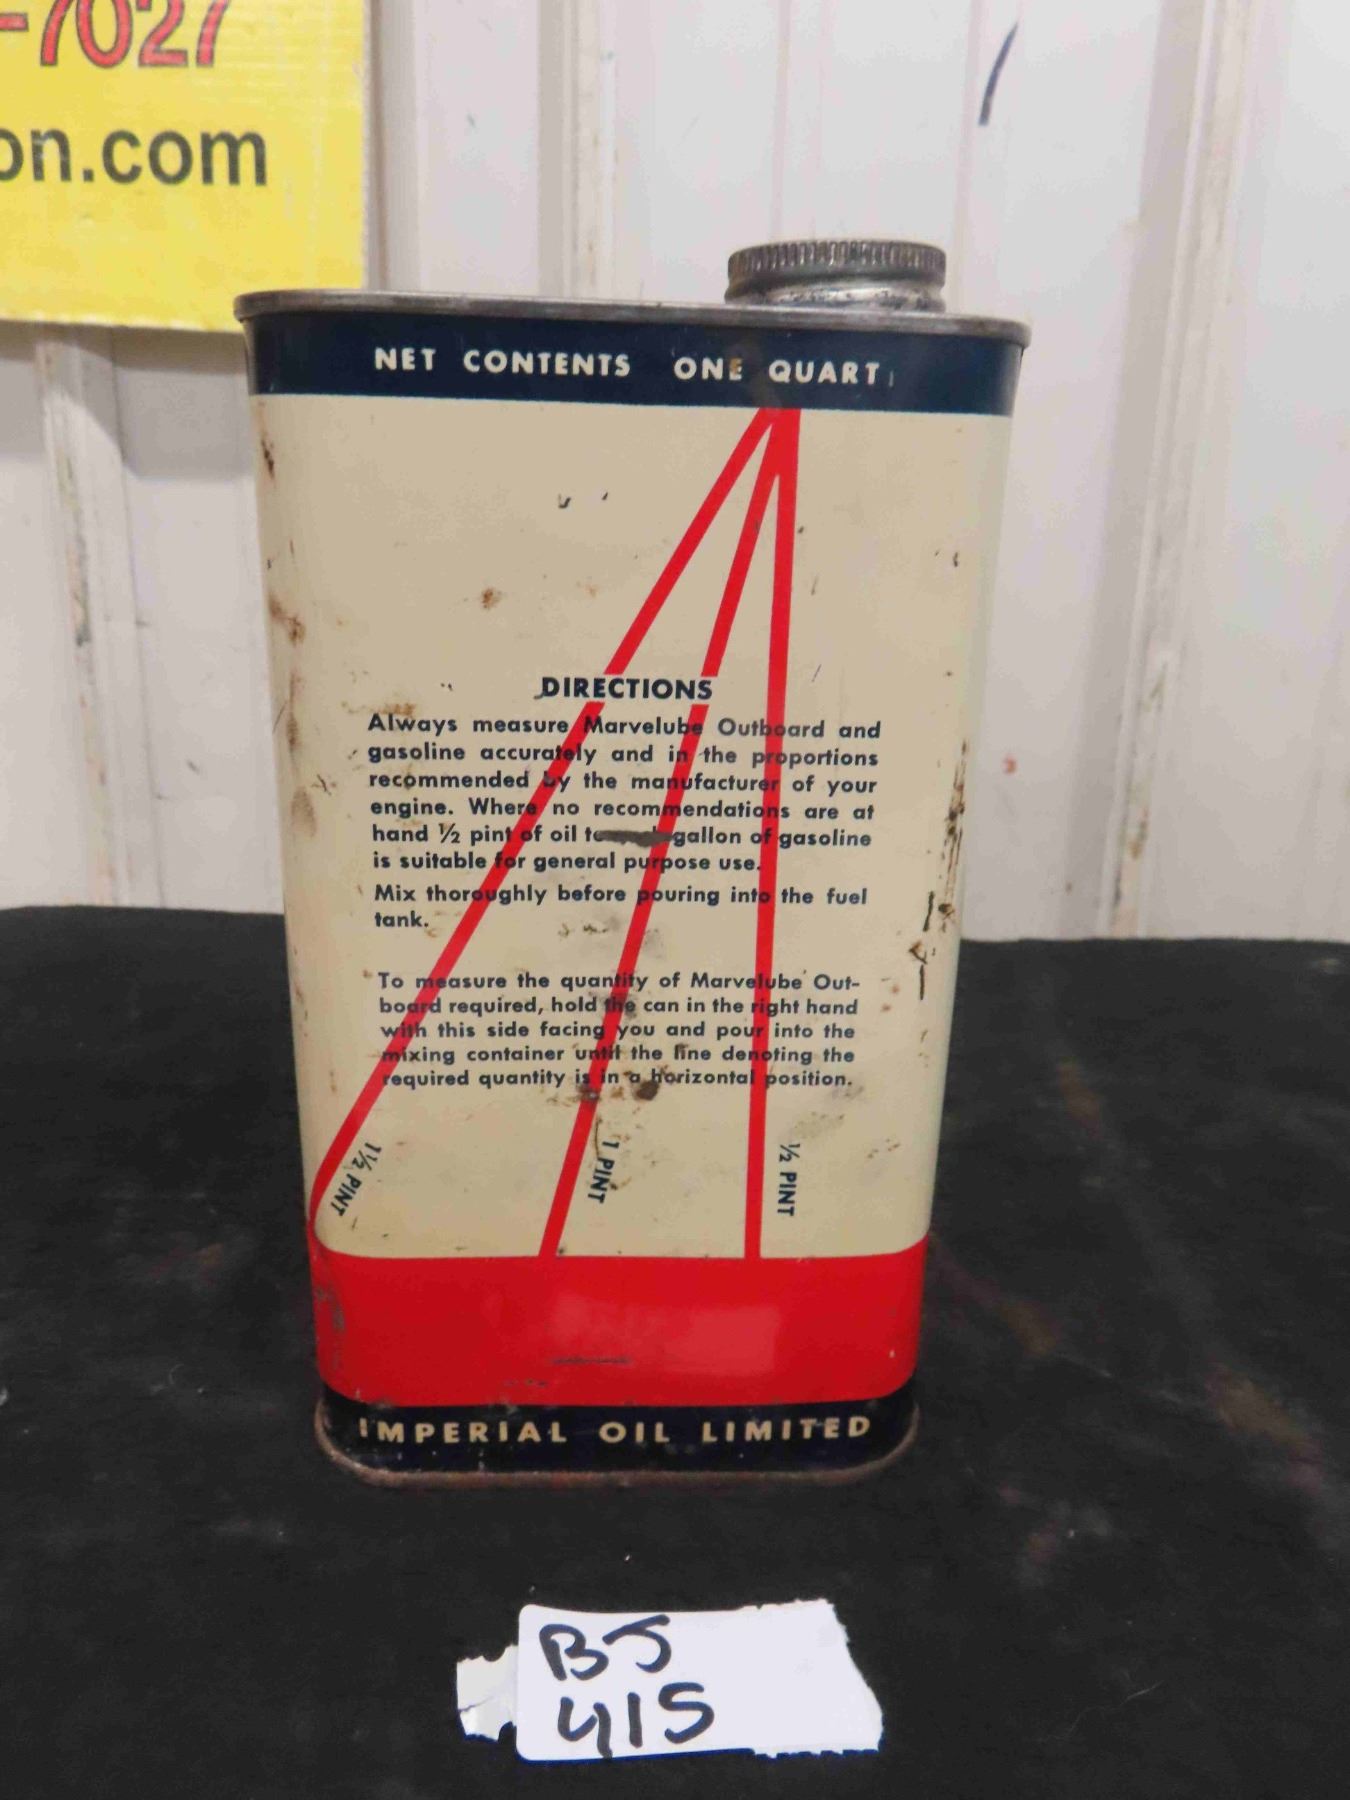 -7027
on.com
NET CONTENTS ONE QUART
DIRECTIONS
Always measure Marvelube Outboard and
gasoline accurately and in the proportions
recommended by the manufacturer of your
engine. Where no recommendations are at
hand ½ pint of oil to gallon of gasoline
is suitable for general purpose use.
Mix thoroughly before pouring into the fuel
tank.
To measure the quantity of Marvelube Out-
board required, hold the can in the right hand
with this side facing you and pour into the
mixing container until the line denoting the
required quantity is in a horizontal position.
1½ PINT
1 PINT
½ PINT
IMPERIAL OIL LIMITED
BJ
415